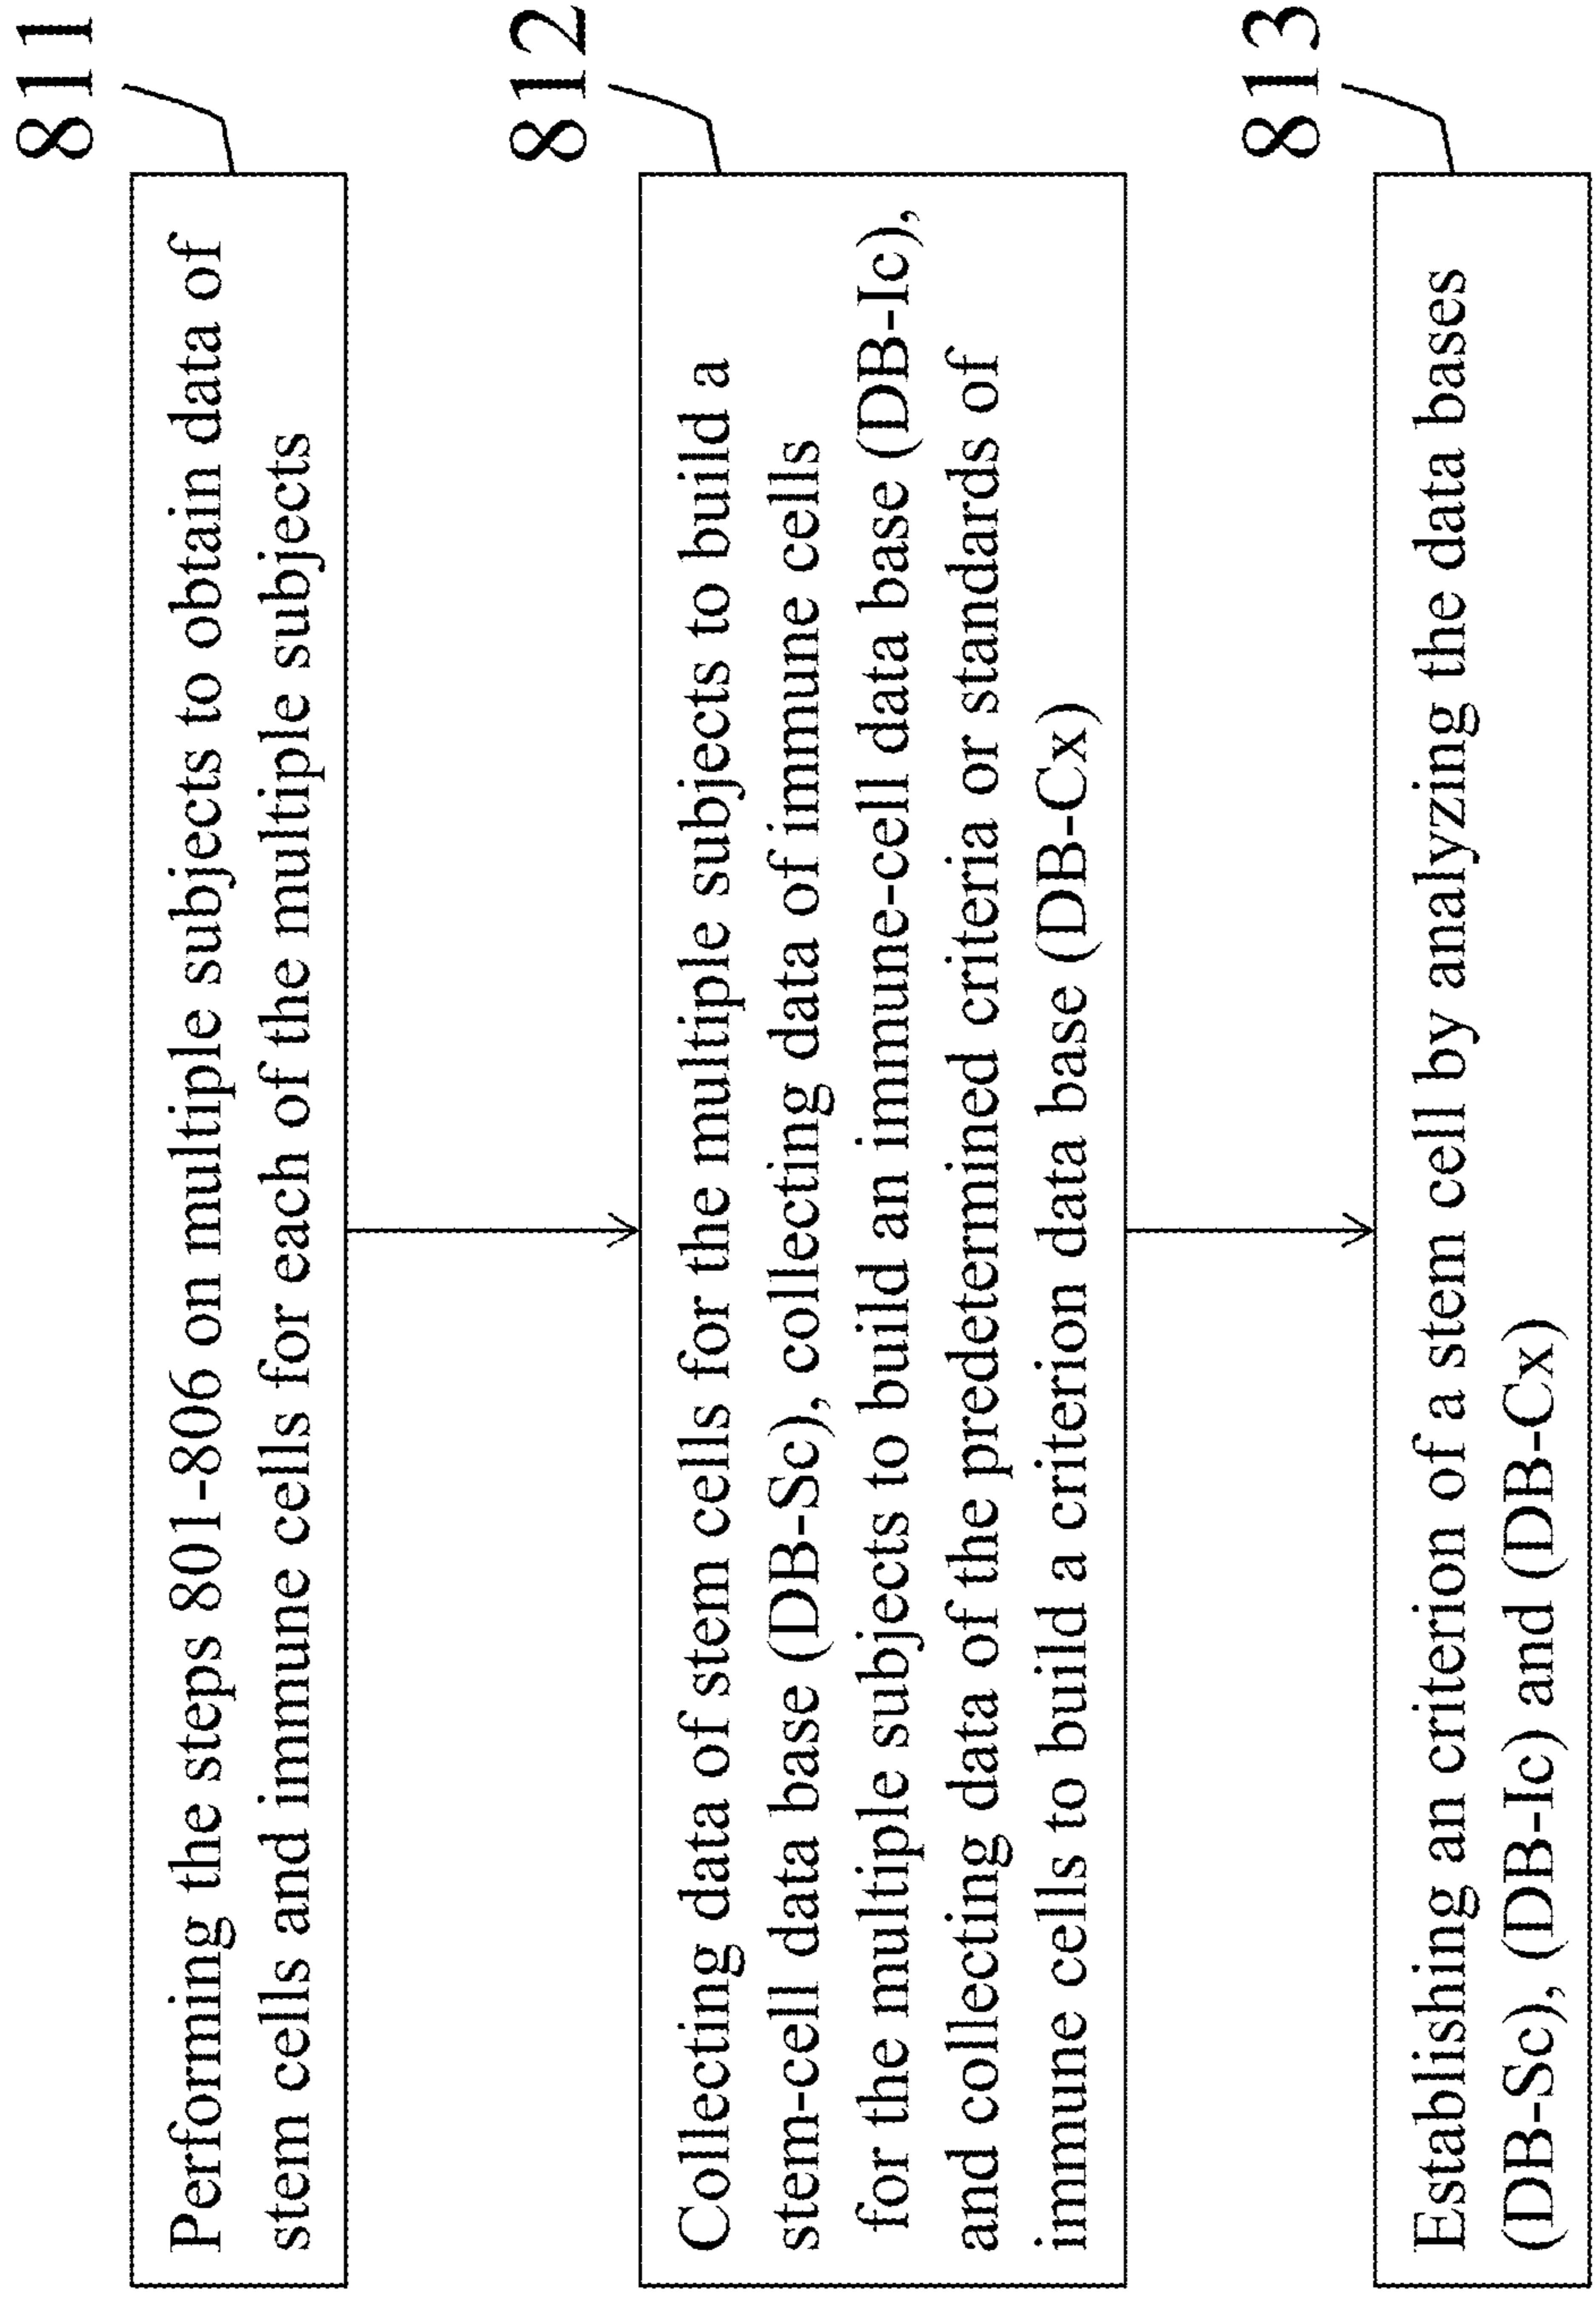 811
Performing the steps 801-806 on multiple subjects to obtain data of
stem cells and immune cells for each of the multiple subjects
812
Collecting data of stem cells for the multiple subjects to build a
stem-cell data base (DB-Sc), collecting data of immune cells
for the multiple subjects to build an immune-cell data base (DB-Ic),
and collecting data of the predetermined criteria or standards of
immune cells to build a criterion data base (DB-Cx)
813
Establishing an criterion of a stem cell by analyzing the data bases
(DB-Sc), (DB-Ic) and (DB-Cx)